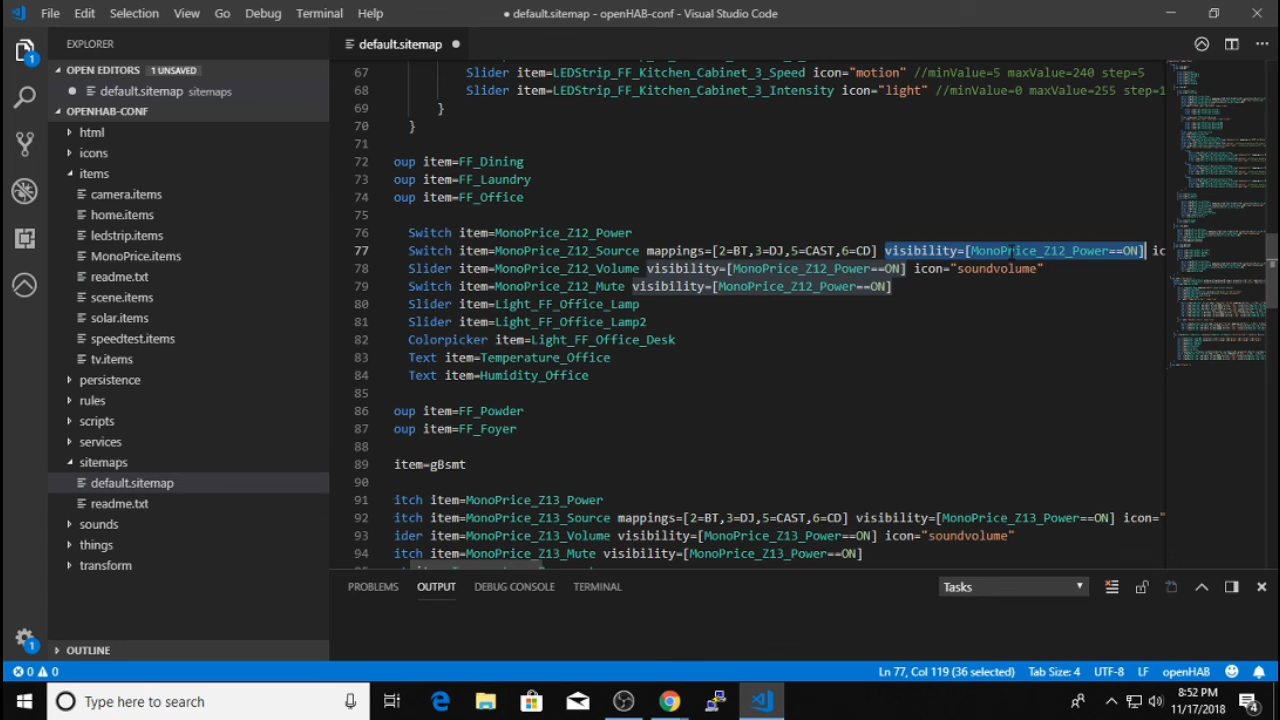 File Edit Selection View Go Debug Terminal Help
● default.sitemap - openHAB-conf - Visual Studio Code
EXPLORER
OPEN EDITORS 1 UNSAVED
default.sitemap sitemaps
OPENHAB-CONF
html
icons
items
camera.items
home.items
ledstrip.items
MonoPrice.items
readme.txt
scene.items
solar.items
speedtest.items
tv.items
persistence
rules
scripts
services
sitemaps
default.sitemap
readme.txt
sounds
things
transform
OUTLINE
1
1
default.sitemap
67 Slider item=LEDStrip_FF_Kitchen_Cabinet_3_Speed icon="motion" //minValue=5 maxValue=240 step=5
68 Slider item=LEDStrip_FF_Kitchen_Cabinet_3_Intensity icon="light" //minValue=0 maxValue=255 step=1
69 }
70 }
71
72 oup item=FF_Dining
73 oup item=FF_Laundry
74 oup item=FF_Office
75
76 Switch item=MonoPrice_Z12_Power
77 Switch item=MonoPrice_Z12_Source mappings=[2=BT,3=DJ,5=CAST,6=CD] visibility=[MonoPrice_Z12_Power==ON] ic
78 Slider item=MonoPrice_Z12_Volume visibility=[MonoPrice_Z12_Power==ON] icon="soundvolume"
79 Switch item=MonoPrice_Z12_Mute visibility=[MonoPrice_Z12_Power==ON]
80 Slider item=Light_FF_Office_Lamp
81 Slider item=Light_FF_Office_Lamp2
82 Colorpicker item=Light_FF_Office_Desk
83 Text item=Temperature_Office
84 Text item=Humidity_Office
85
86 oup item=FF_Powder
87 oup item=FF_Foyer
88
89 item=gBsmt
90
91 itch item=MonoPrice_Z13_Power
92 itch item=MonoPrice_Z13_Source mappings=[2=BT,3=DJ,5=CAST,6=CD] visibility=[MonoPrice_Z13_Power==ON] icon="
93 ider item=MonoPrice_Z13_Volume visibility=[MonoPrice_Z13_Power==ON] icon="soundvolume"
94 itch item=MonoPrice_Z13_Mute visibility=[MonoPrice_Z13_Power==ON]
PROBLEMS OUTPUT DEBUG CONSOLE TERMINAL
Tasks
0 0
Ln 77, Col 119 (36 selected) Tab Size: 4 UTF-8 LF openHAB
Type here to search
8:52 PM
11/17/2018
4